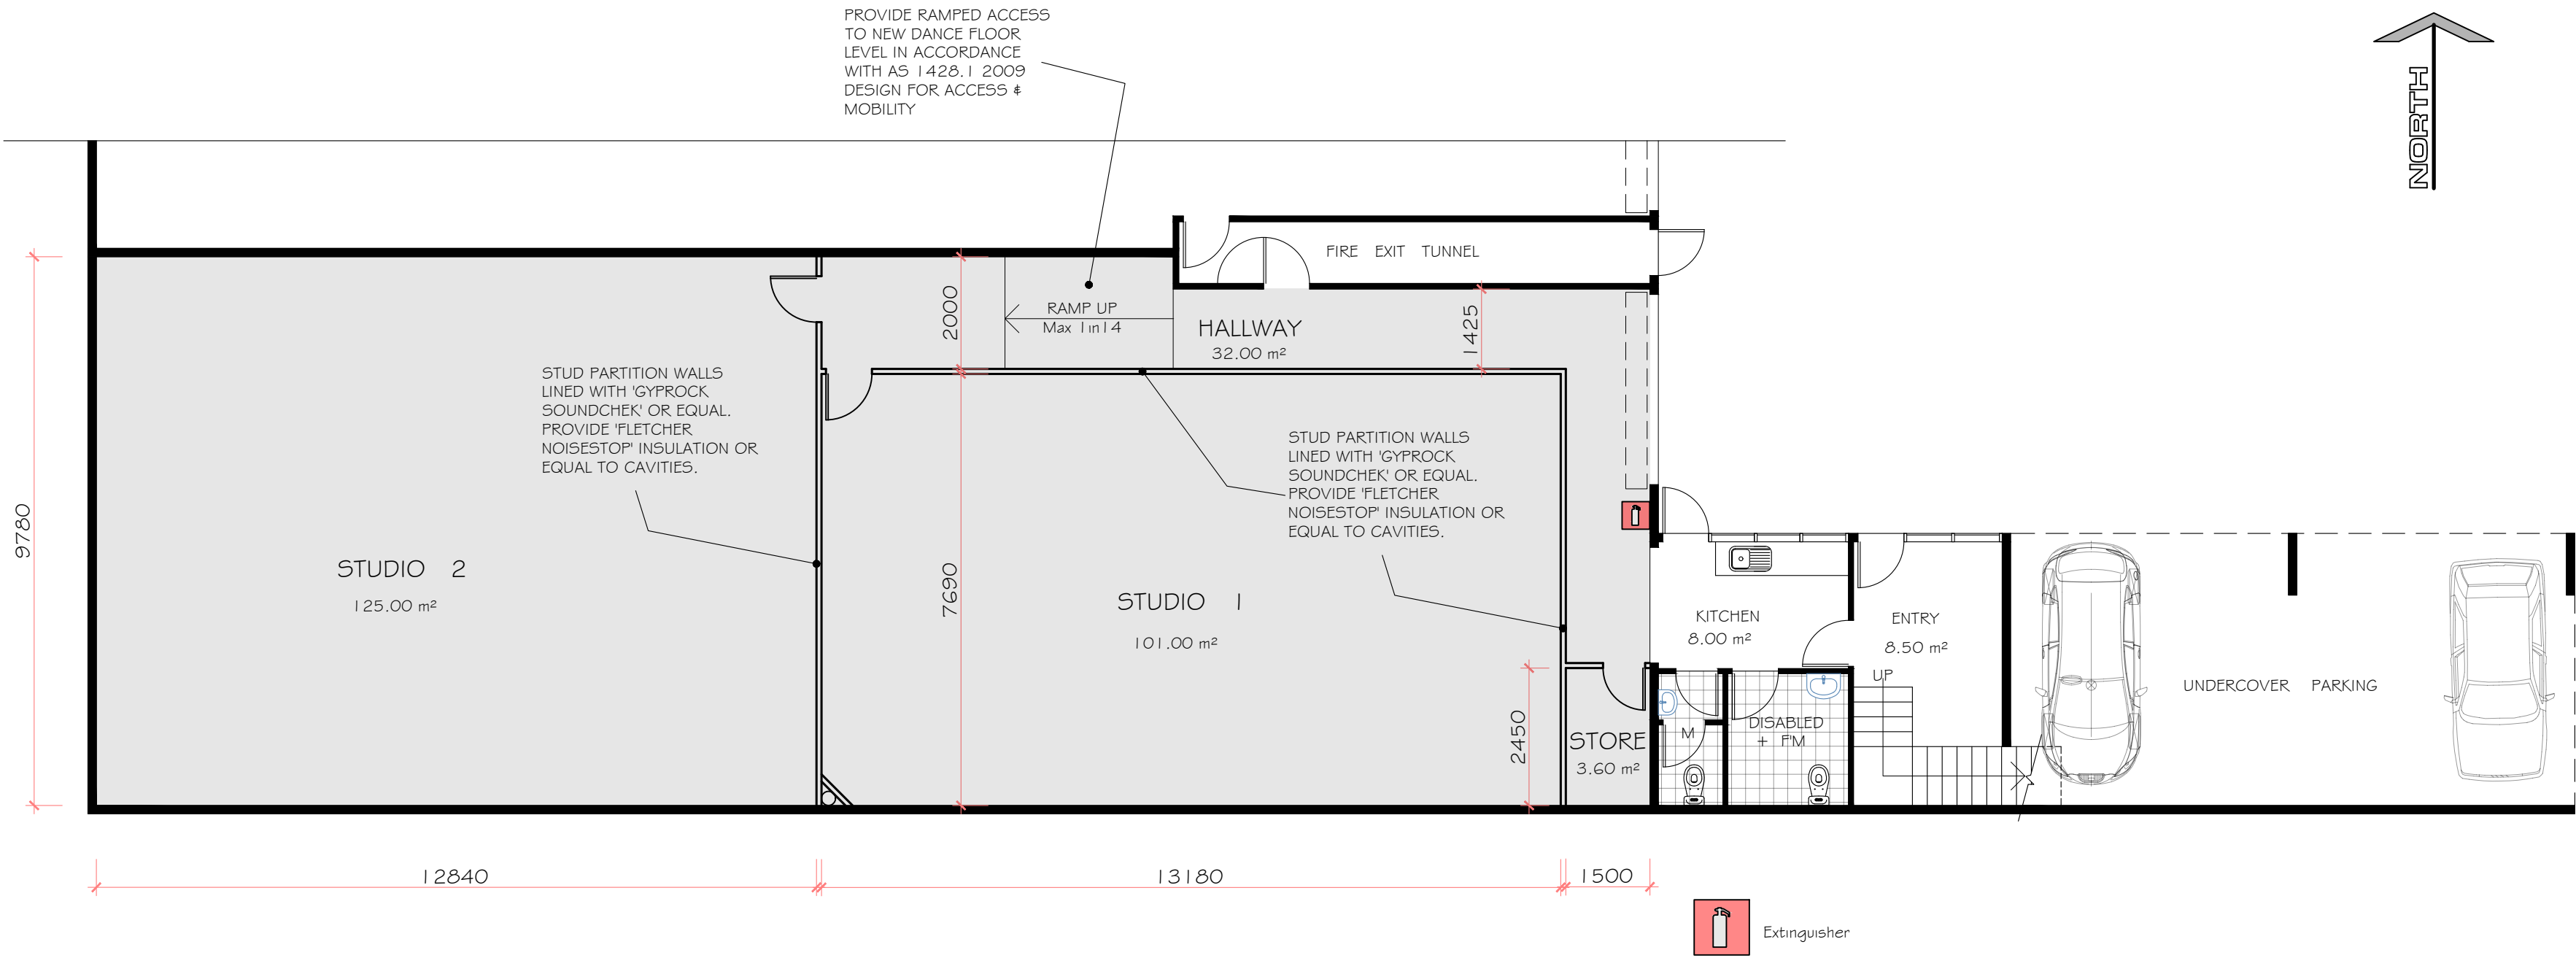 PROVIDE RAMPED ACCESS
TO NEW DANCE FLOOR
LEVEL IN ACCORDANCE
WITH AS 1428.1 2009
DESIGN FOR ACCESS &
MOBILITY
NORTH
FIRE EXIT TUNNEL
RAMP UP
Max 1in14
2000
HALLWAY
32.00 m²
1425
STUD PARTITION WALLS
LINED WITH 'GYPROCK
SOUNDCHEK' OR EQUAL.
PROVIDE 'FLETCHER
NOISESTOP' INSULATION OR
EQUAL TO CAVITIES.
STUD PARTITION WALLS
LINED WITH 'GYPROCK
SOUNDCHEK' OR EQUAL.
PROVIDE 'FLETCHER
NOISESTOP' INSULATION OR
EQUAL TO CAVITIES.
9780
STUDIO 2
125.00 m²
7690
STUDIO 1
101.00 m²
KITCHEN
8.00 m²
ENTRY
8.50 m²
UP
UNDERCOVER PARKING
2450
STORE
3.60 m²
M
DISABLED
+ F'M
12840
13180
1500
Extinguisher